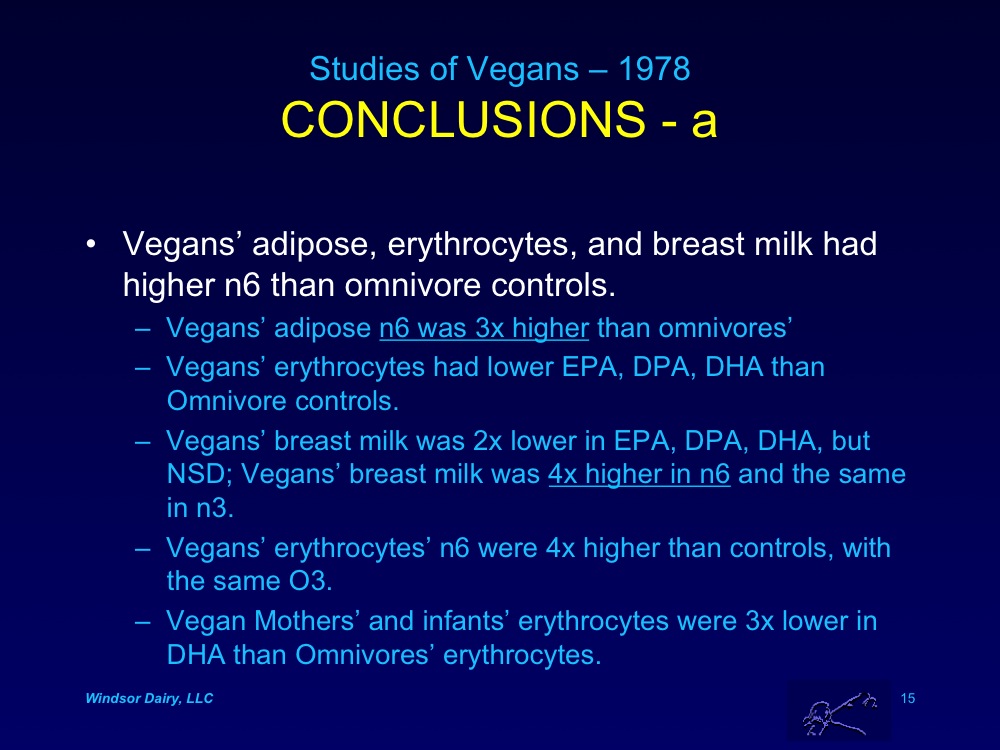 Studies of Vegans – 1978
CONCLUSIONS - a
• Vegans’ adipose, erythrocytes, and breast milk had
higher n6 than omnivore controls.
– Vegans’ adipose n6 was 3x higher than omnivores’
– Vegans’ erythrocytes had lower EPA, DPA, DHA than
Omnivore controls.
– Vegans’ breast milk was 2x lower in EPA, DPA, DHA, but
NSD; Vegans’ breast milk was 4x higher in n6 and the same
in n3.
– Vegans’ erythrocytes’ n6 were 4x higher than controls, with
the same O3.
– Vegan Mothers’ and infants’ erythrocytes were 3x lower in
DHA than Omnivores’ erythrocytes.
Windsor Dairy, LLC
15